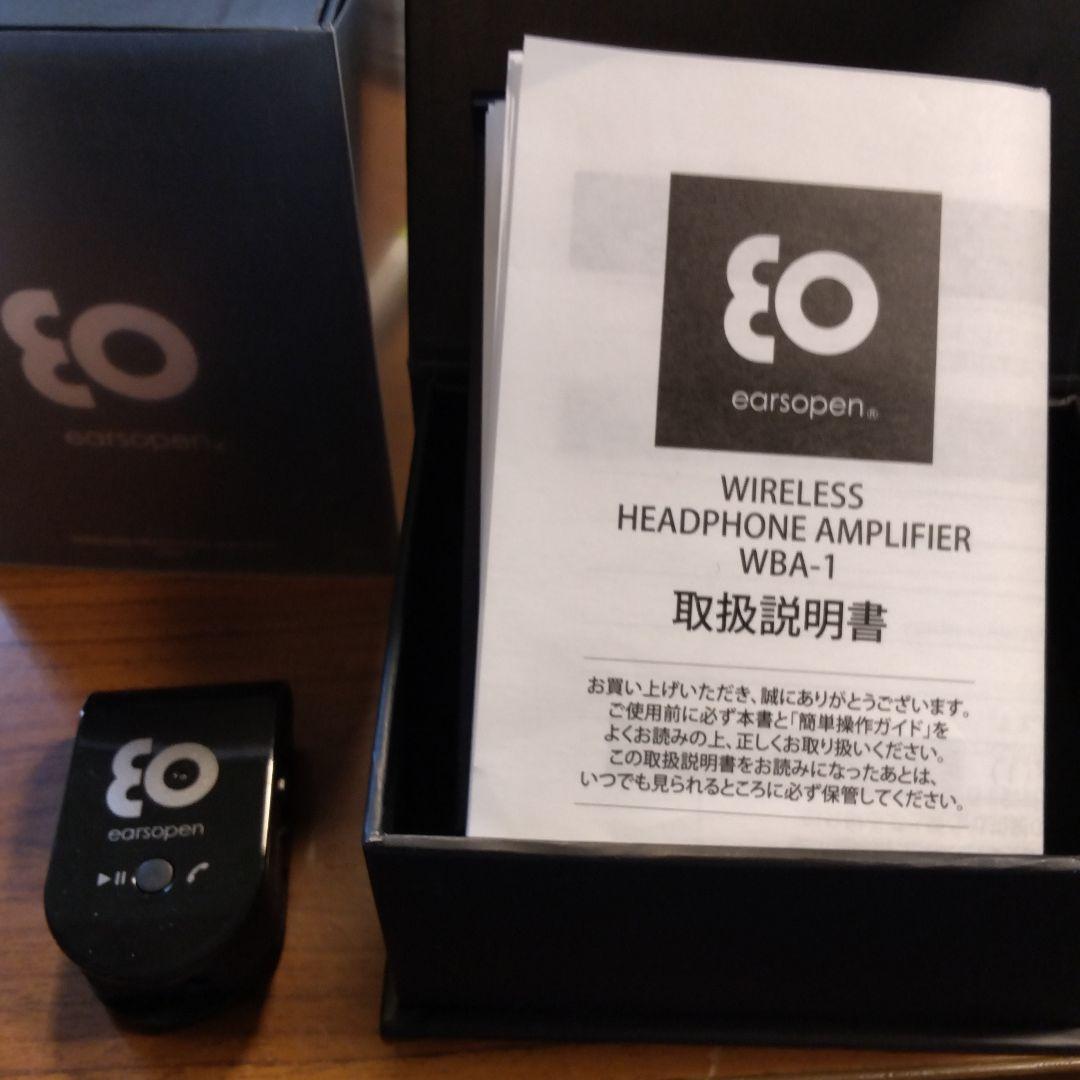 earsopen
earsopen®
WIRELESS
HEADPHONE AMPLIFIER
WBA-1
取扱説明書
お買い上げいただき、誠にありがとうございます。
ご使用前に必ず本書と「簡単操作ガイド」を
よくお読みの上、正しくお取り扱いください。
この取扱説明書をお読みになったあとは、
いつでも見られるところに必ず保管してください。
earsopen